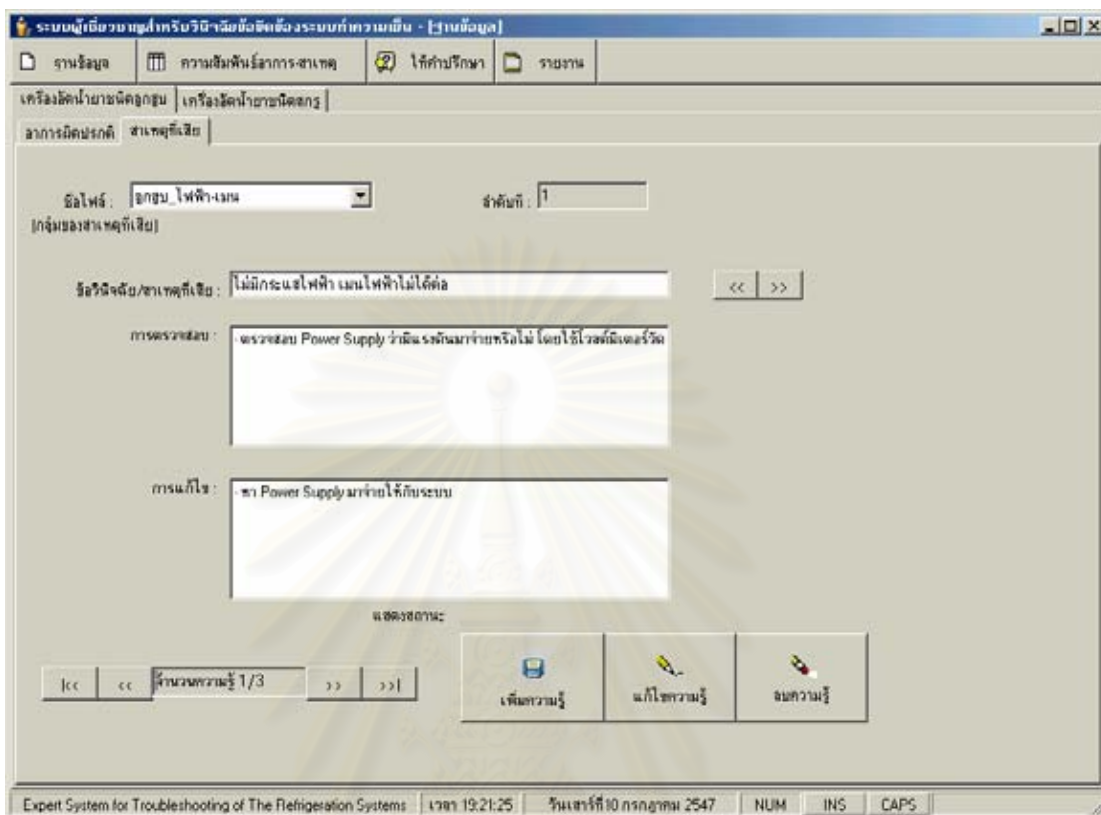 ระบบผู้เชี่ยวชาญสำหรับวินิจฉัยข้อขัดข้องระบบทำความเย็น - [ฐานข้อมูล]
ฐานข้อมูล ความสัมพันธ์อาการ-สาเหตุ ให้คำปรึกษา รายงาน
เครื่องอัดน้ำยาชนิดลูกสูบ เครื่องอัดน้ำยาชนิดสกรู
อาการผิดปรกติ สาเหตุที่เสีย
ชื่อไฟล์ : ลูกสูบ_ไฟฟ้า-เมน ลำดับที่ : 1
[กลุ่มของสาเหตุที่เสีย]
ข้อวินิจฉัย/สาเหตุที่เสีย : ไม่มีกระแสไฟฟ้า เมนไฟฟ้าไม่ได้ต่อ << >>
การตรวจสอบ : - ตรวจสอบ Power Supply ว่ามีแรงดันมาจ่ายหรือไม่ โดยใช้โวลต์มิเตอร์วัด
การแก้ไข : - หา Power Supply มาจ่ายให้กับระบบ
แสดงสถานะ
|<< << จำนวนความรู้ 1/3 >> >>| เพิ่มความรู้ แก้ไขความรู้ ลบความรู้
Expert System for Troubleshooting of The Refrigeration Systems เวลา 19:21:25 วันเสาร์ที่10 กรกฎาคม 2547 NUM INS CAPS